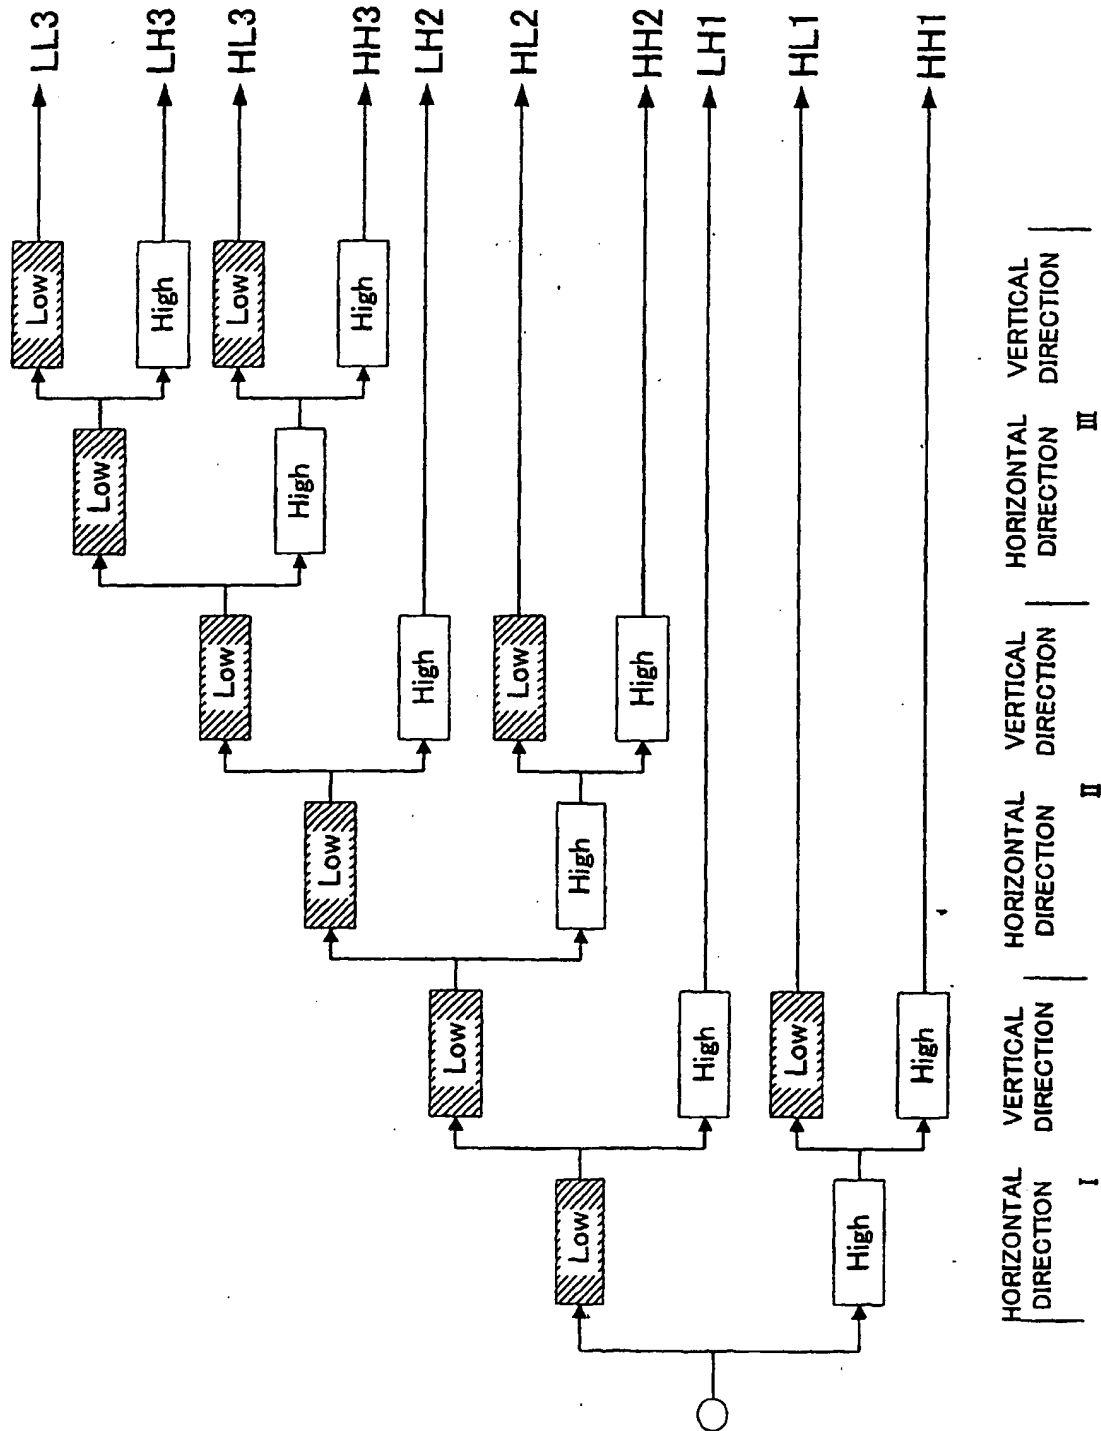 Low LL3
Low
High LH3
Low
Low HL3
High
Low
High HH3
High LH2
Low
Low HL2
Low High
High HH2
High LH1
Low HL1
High
High HH1
HORIZONTAL VERTICAL HORIZONTAL VERTICAL HORIZONTAL VERTICAL
DIRECTION DIRECTION DIRECTION DIRECTION DIRECTION DIRECTION
I II III